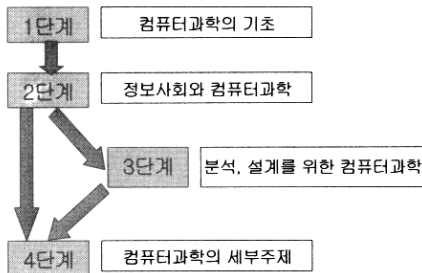 1단계 컴퓨터과학의 기초
2단계 정보사회와 컴퓨터과학
3단계 분석, 설계를 위한 컴퓨터과학
4단계 컴퓨터과학의 세부주제